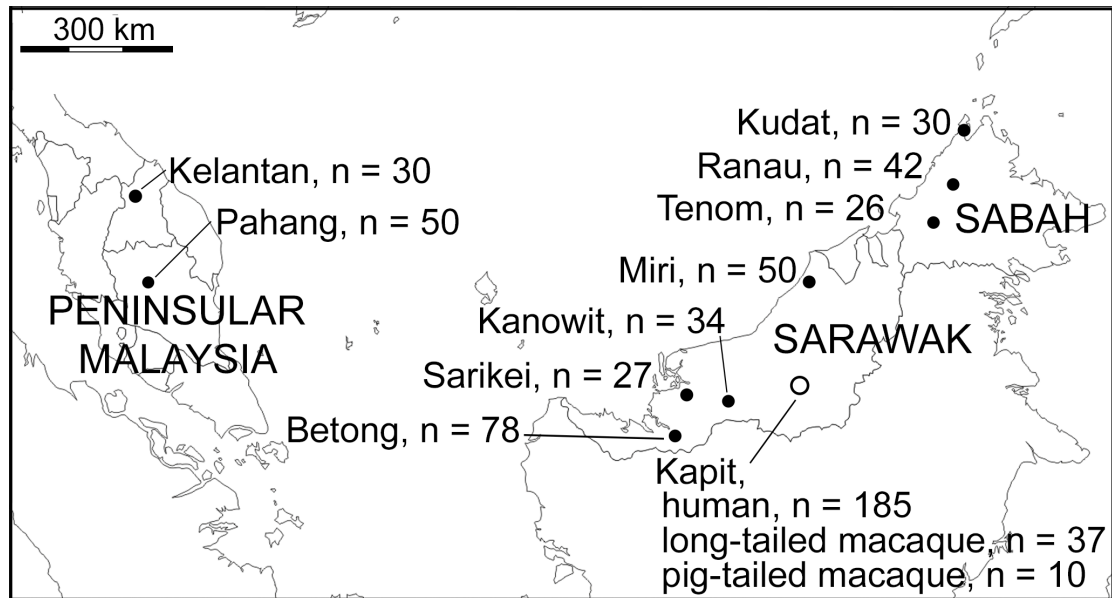 300 km
Kudat, n = 30
Kelantan, n = 30
Ranau, n = 42
Pahang, n = 50
Tenom, n = 26
SABAH
Miri, n = 50
PENINSULAR
MALAYSIA
Kanowit, n = 34
SARAWAK
Sarikei, n = 27
Betong, n = 78
Kapit,
human, n = 185
long-tailed macaque, n = 37
pig-tailed macaque, n = 10